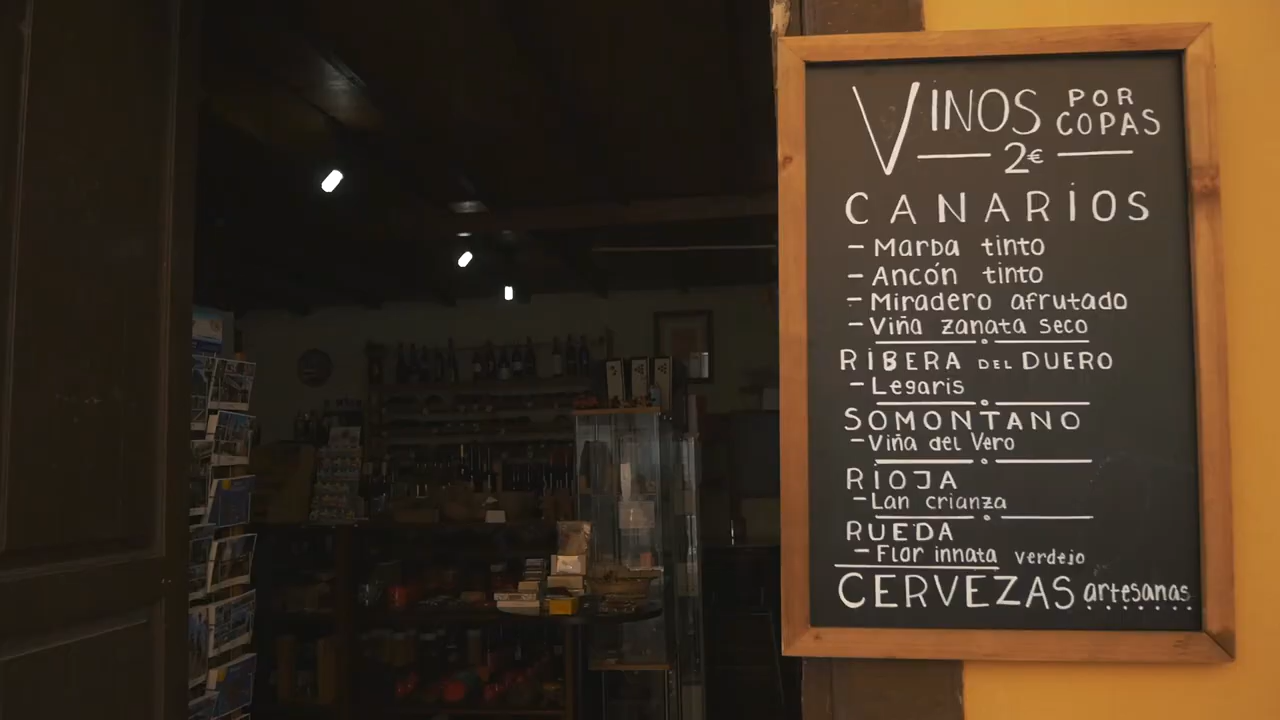 VINOS POR COPAS
2€
CANARIOS
- Marba tinto
- Ancón tinto
- Miradero afrutado
- Viña zanata seco
RIBERA DEL DUERO
- Legaris
SOMONTANO
- Viña del Vero
RIOJA
- Lan crianza
RUEDA
- Flor innata verdejo
CERVEZAS artesanas